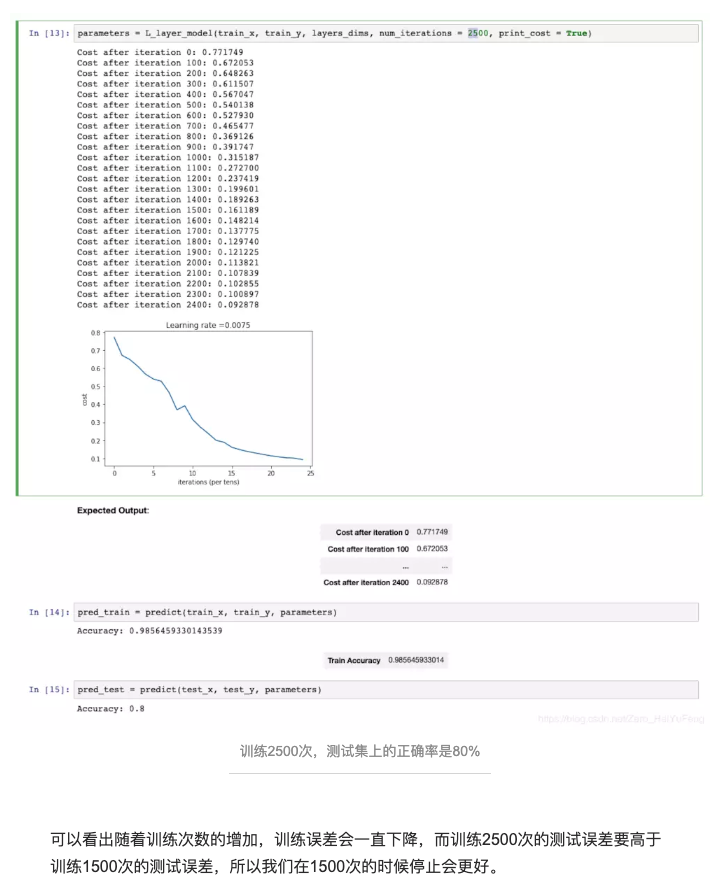 In [13]: parameters = L_layer_model(train_x, train_y, layers_dims, num_iterations = 2500, print_cost = True)
Cost after iteration 0: 0.771749
Cost after iteration 100: 0.672053
Cost after iteration 200: 0.648263
Cost after iteration 300: 0.611507
Cost after iteration 400: 0.567047
Cost after iteration 500: 0.540138
Cost after iteration 600: 0.527930
Cost after iteration 700: 0.465477
Cost after iteration 800: 0.369126
Cost after iteration 900: 0.391747
Cost after iteration 1000: 0.315187
Cost after iteration 1100: 0.272700
Cost after iteration 1200: 0.237419
Cost after iteration 1300: 0.199601
Cost after iteration 1400: 0.189263
Cost after iteration 1500: 0.161189
Cost after iteration 1600: 0.148214
Cost after iteration 1700: 0.137775
Cost after iteration 1800: 0.129740
Cost after iteration 1900: 0.121225
Cost after iteration 2000: 0.113821
Cost after iteration 2100: 0.107839
Cost after iteration 2200: 0.102855
Cost after iteration 2300: 0.100897
Cost after iteration 2400: 0.092878
Learning rate =0.0075
0.8
0.7
0.6
0.5
0.4
0.3
0.2
0.1
cost
0 5 10 15 20 25
iterations (per tens)
Expected Output:
Cost after iteration 0 0.771749
Cost after iteration 100 0.672053
... ...
Cost after iteration 2400 0.092878
In [14]: pred_train = predict(train_x, train_y, parameters)
Accuracy: 0.9856459330143539
Train Accuracy 0.985645933014
In [15]: pred_test = predict(test_x, test_y, parameters)
Accuracy: 0.8
训练2500次，测试集上的正确率是80%
可以看出随着训练次数的增加，训练误差会一直下降，而训练2500次的测试误差要高于
训练1500次的测试误差，所以我们在1500次的时候停止会更好。